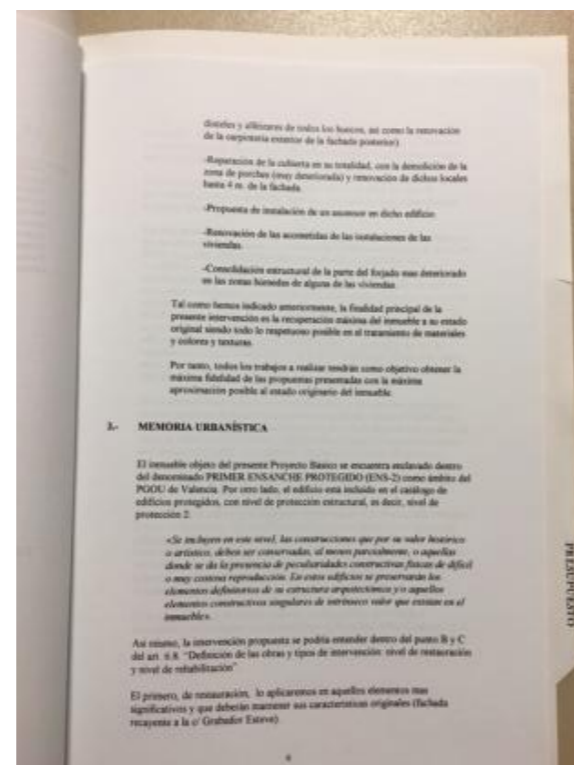 dinteles y alféizares de todos los huecos, así como la renovación
de la carpintería exterior de la fachada posterior).
-Reparación de la cubierta en su totalidad, con la demolición de la
zona de porches (muy deteriorada) y renovación de dichos locales
hasta 4 m. de la fachada.
-Propuesta de instalación de un ascensor en dicho edificio.
-Renovación de las acometidas de las instalaciones de las
viviendas.
-Consolidación estructural de la parte del forjado mas deteriorado
en las zonas húmedas de alguna de las viviendas.
Tal como hemos indicado anteriormente, la finalidad principal de la
presente intervención es la recuperación máxima del inmueble a su estado
original siendo todo lo respetuoso posible en el tratamiento de materiales
y colores y texturas.
Por tanto, todos los trabajos a realizar tendrán como objetivo obtener la
máxima fidelidad de las propuestas presentadas con la máxima
aproximación posible al estado originario del inmueble.
3.- MEMORIA URBANÍSTICA
El inmueble objeto del presente Proyecto Básico se encuentra enclavado dentro
del denominado PRIMER ENSANCHE PROTEGIDO (ENS-2) como ámbito del
PGOU de Valencia. Por otro lado, el edificio está incluido en el catálogo de
edificios protegidos, con nivel de protección estructural, es decir, nivel de
protección 2.
«Se incluyen en este nivel, las construcciones que por su valor histórico
o artístico, deben ser conservadas, al menos parcialmente, o aquellas
donde se da la presencia de peculiaridades constructivas físicas de difícil
o muy costosa reproducción. En estos edificios se preservarán los
elementos definitorios de su estructura arquitectónica y/o aquellos
elementos constructivos singulares de intrínseco valor que existan en el
inmueble».
Así mismo, la intervención propuesta se podría entender dentro del punto B y C
del art. 6.8. "Definición de las obras y tipos de intervención: nivel de restauración
y nivel de rehabilitación"
El primero, de restauración, lo aplicaremos en aquellos elementos mas
significativos y que deberán mantener sus características originales (fachada
recayente a la c/ Grabador Esteve).
PRESUPUESTO